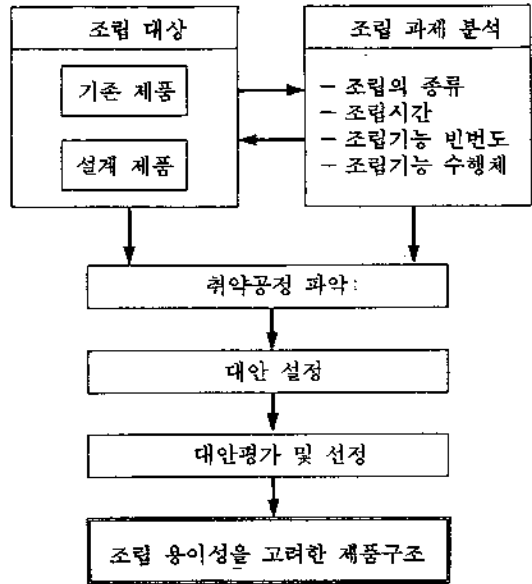 조립 대상
기존 제품
설계 제품
조립 과제 분석
- 조립의 종류
- 조립시간
- 조립기능 빈번도
- 조립기능 수행체
취약공정 파악
대안 설정
대안평가 및 선정
조립 용이성을 고려한 제품구조